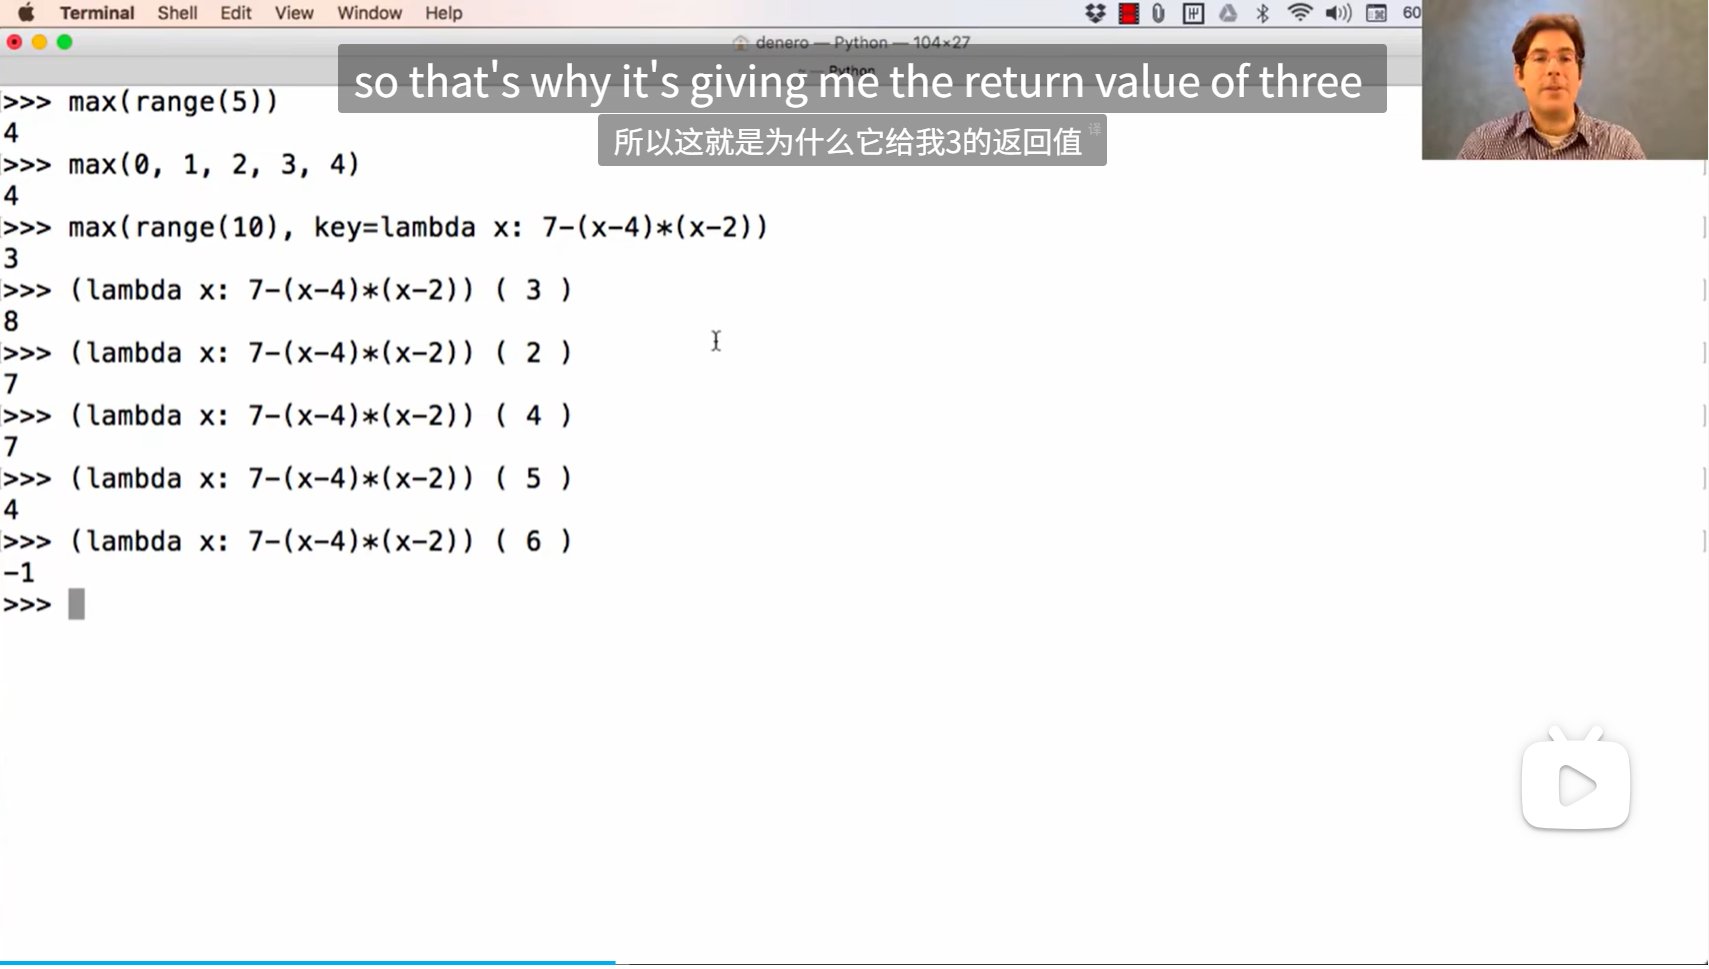 Terminal Shell Edit View Window Help 60
denero — Python — 104×27
so that's why it's giving me the return value of three
所以这就是为什么它给我3的返回值 译
>>> max(range(5))
4
>>> max(0, 1, 2, 3, 4)
4
>>> max(range(10), key=lambda x: 7-(x-4)*(x-2))
3
>>> (lambda x: 7-(x-4)*(x-2)) ( 3 )
8
>>> (lambda x: 7-(x-4)*(x-2)) ( 2 )
7
>>> (lambda x: 7-(x-4)*(x-2)) ( 4 )
7
>>> (lambda x: 7-(x-4)*(x-2)) ( 5 )
4
>>> (lambda x: 7-(x-4)*(x-2)) ( 6 )
-1
>>>